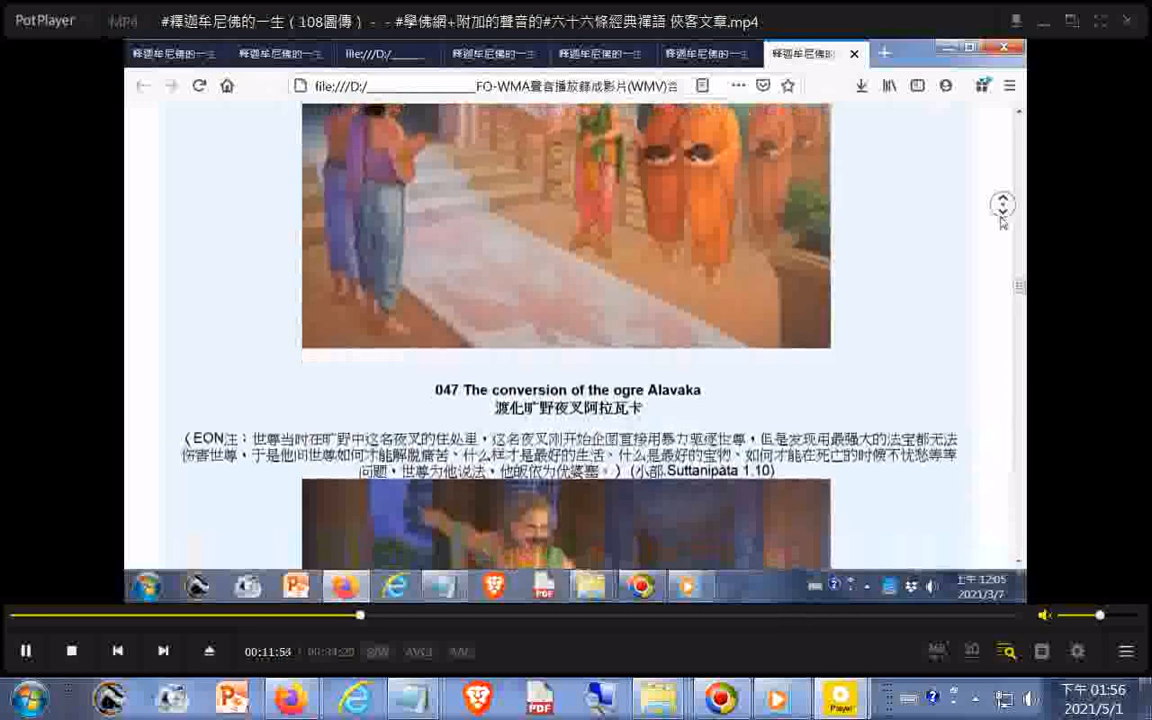 PotPlayer
MP4
#釋迦牟尼佛的一生（108圖傳）- - #學佛網+附加的聲音的#六十六條經典禪語 俠客文章.mp4
釋迦牟尼佛的一生
釋迦牟尼佛的一生
file:///D:/______
釋迦牟尼佛的一生
釋迦牟尼佛的一生
釋迦牟尼佛的一生
釋迦牟尼佛的
file:///D:/____________________FO-WMA聲音播放錄成影片(WMV)
047 The conversion of the ogre Alavaka
渡化旷野夜叉阿拉瓦卡
（EON注：世尊当时在旷野中这名夜叉的住处里，这名夜叉刚开始企图直接用暴力驱逐世尊，但是发现用最强大的法宝都无法
伤害世尊，于是他问世尊如何才能解脱痛苦、什么样才是最好的生活、什么是最好的宝物、如何才能在死亡的时候不忧愁等等
问题，世尊为他说法，他皈依为优婆塞。）(小部.Suttanipàta 1.10)
上午 12:05
2021/3/7
00:11:54
下午 01:56
2021/5/1